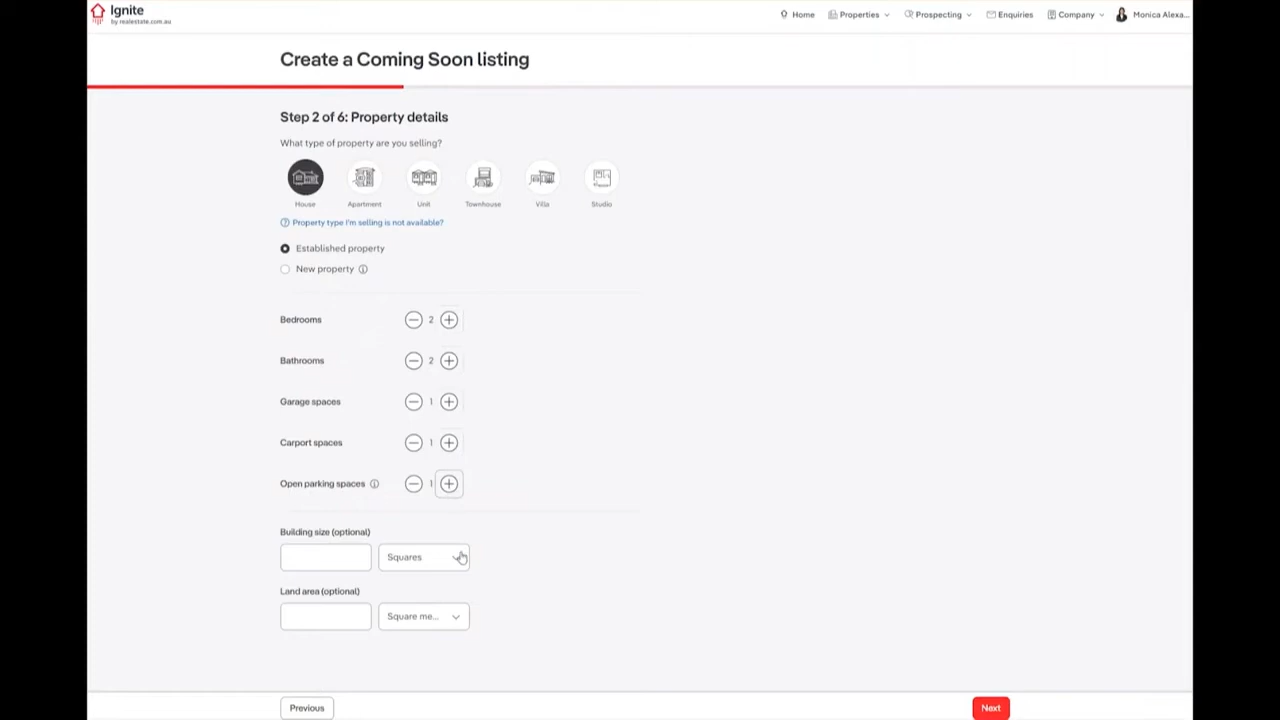 Ignite
by realestate.com.au
Home
Properties
Prospecting
Enquiries
Company
Monica Alexa...
Create a Coming Soon listing
Step 2 of 6: Property details
What type of property are you selling?
House
Apartment
Unit
Townhouse
Villa
Studio
Property type I'm selling is not available?
Established property
New property
Bedrooms
2
Bathrooms
2
Garage spaces
1
Carport spaces
1
Open parking spaces
1
Building size (optional)
Squares
Land area (optional)
Square me...
Previous
Next